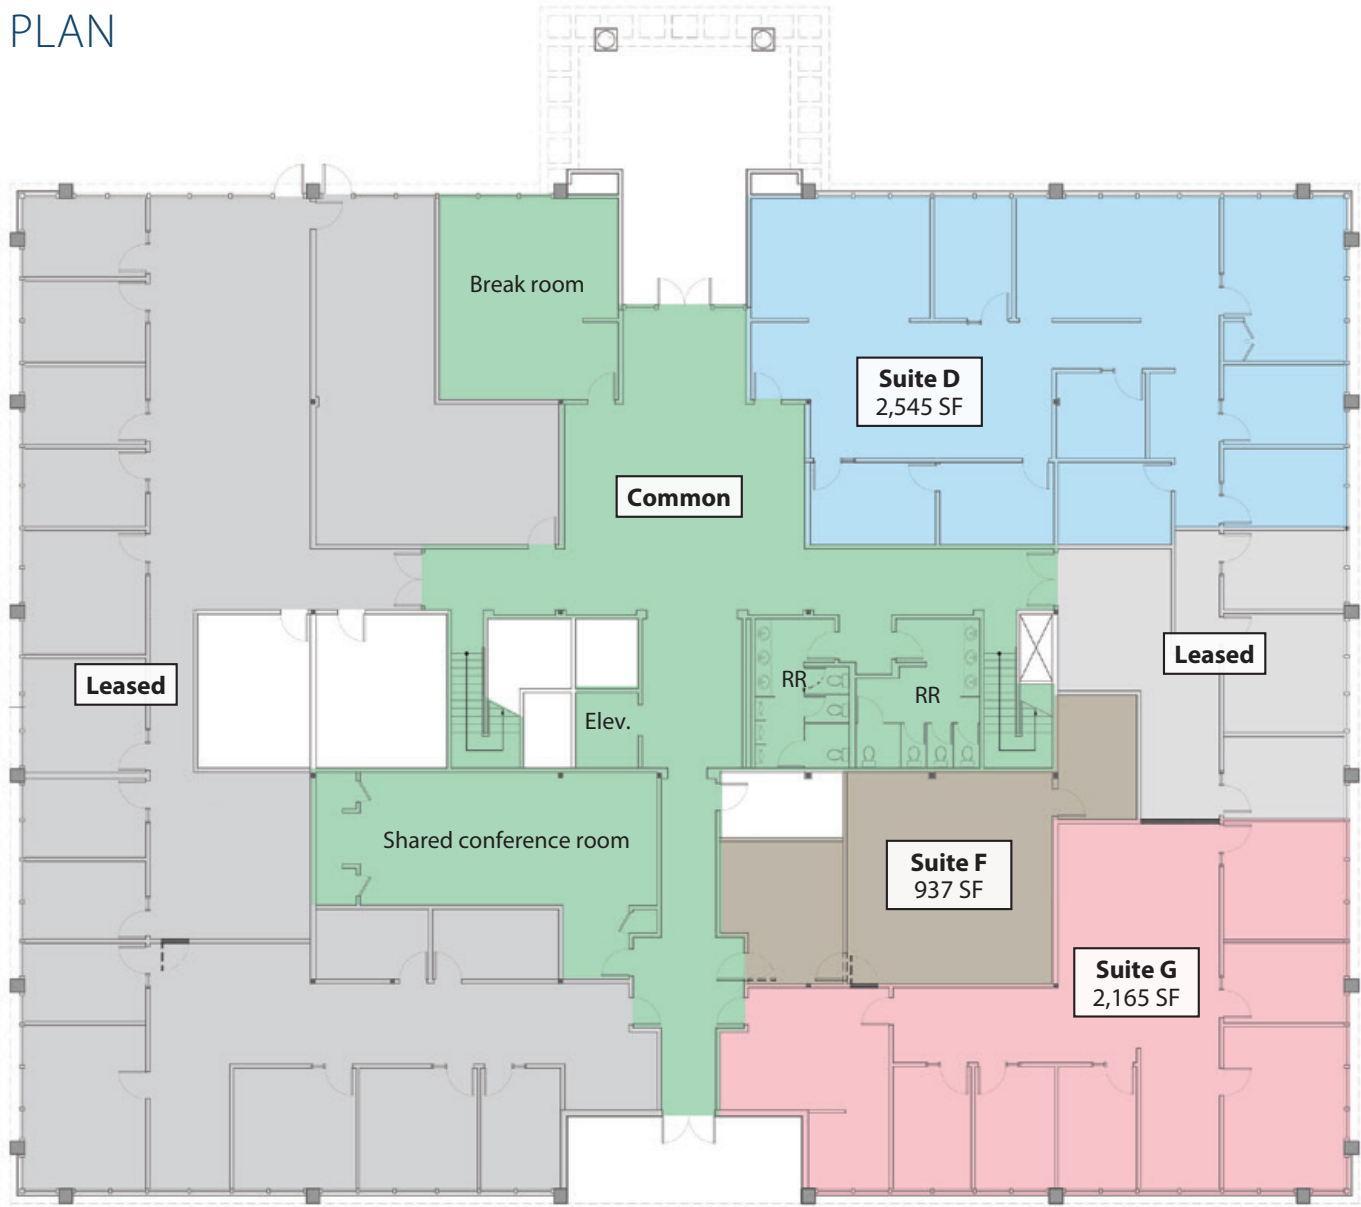 PLAN
Break room
Suite D
2,545 SF
Common
Leased
Leased
RR
RR
Elev.
Shared conference room
Suite F
937 SF
Suite G
2,165 SF